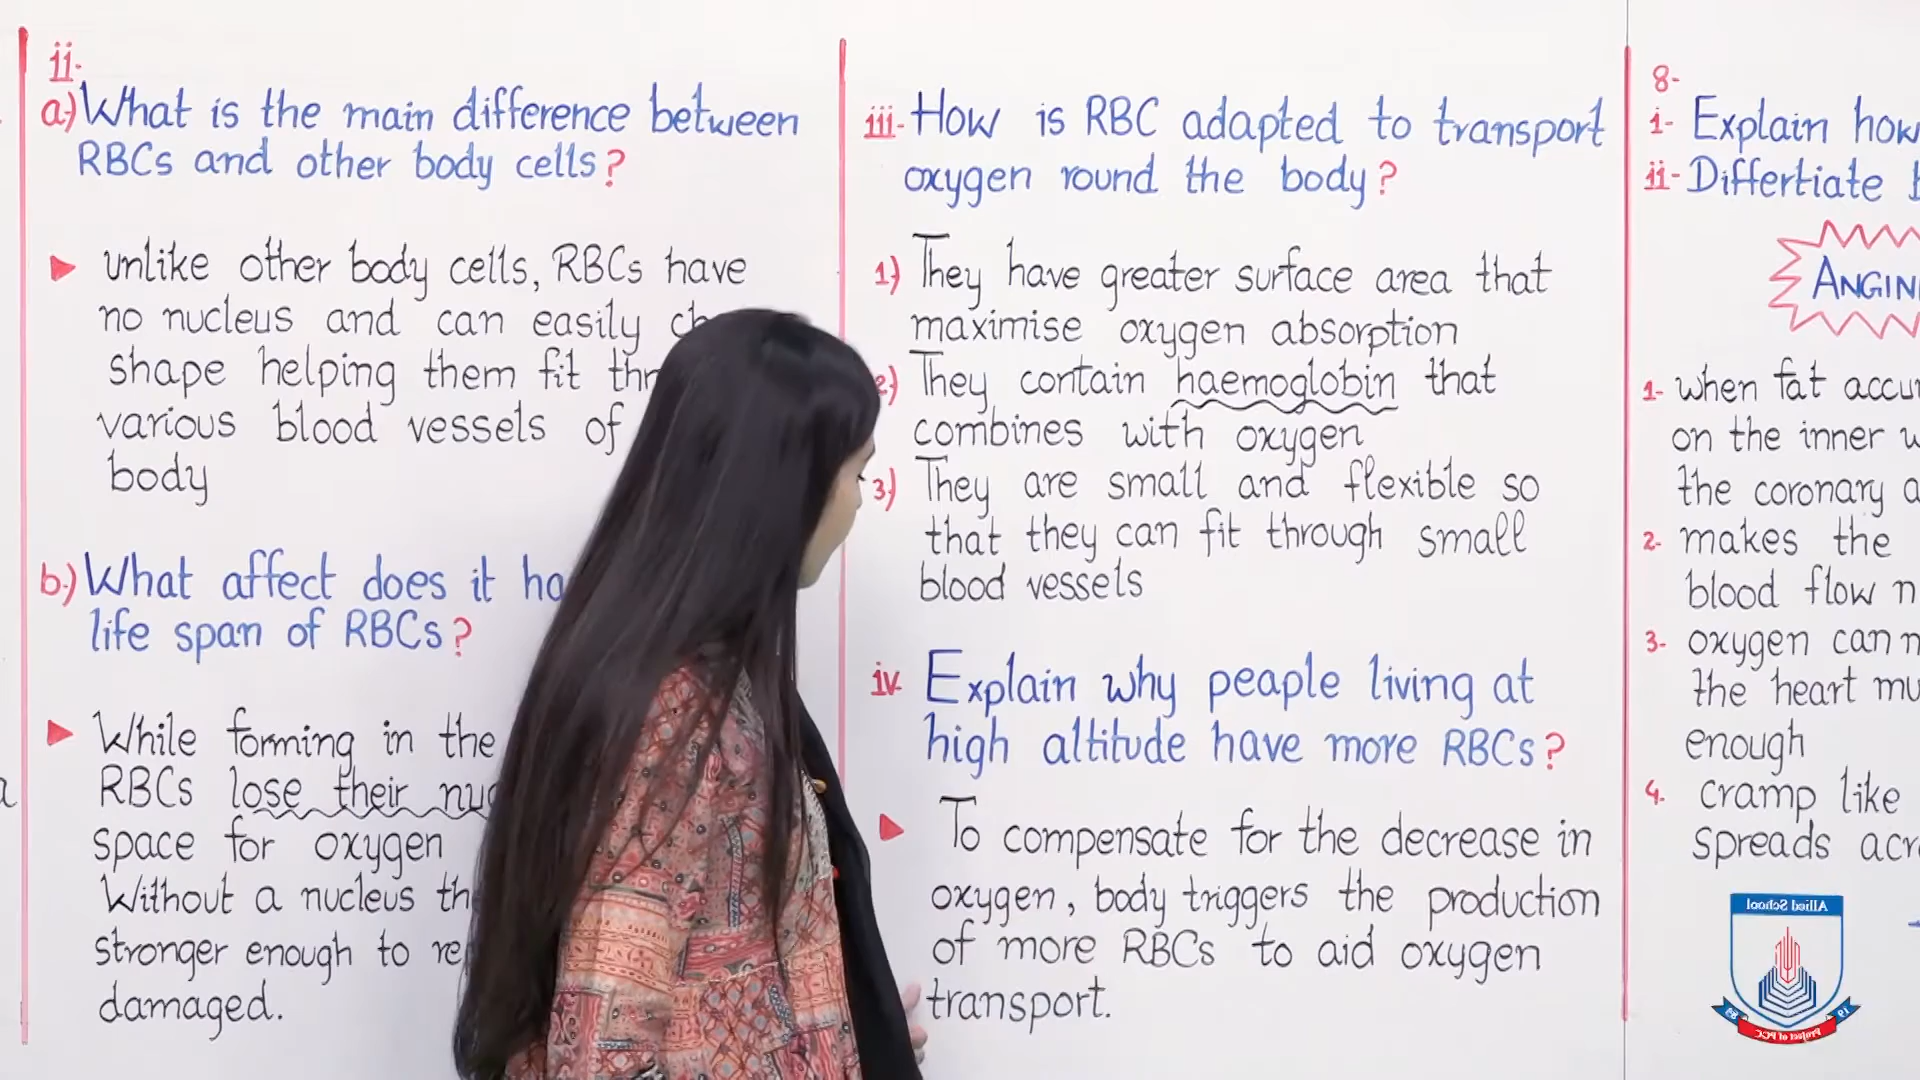 ii-
a) What is the main difference between
RBCs and other body cells?
unlike other body cells, RBCs have
no nucleus and can easily
shape helping them fit
various blood vessels of
body
b.) What affect does it
life span of RBCs?
While forming in the
RBCs lose their
space for oxygen
Without a nucleus
stronger enough to
damaged.
iii- How is RBC adapted to transport
oxygen round the body?
1) They have greater surface area that
maximise oxygen absorption
2) They contain haemoglobin that
combines with oxygen
3) They are small and flexible so
that they can fit through small
blood vessels
iv- Explain why peaple living at
high altitude have more RBCs?
To compensate for the decrease in
oxygen, body triggers the production
of more RBCs to aid oxygen
transport.
8-
i- Explain how
ii- Differtiate
1- when fat
on the inner
the coronary
2- makes the
blood flow
3- oxygen can
the heart
enough
4. cramp like
spreads
Allied School
Project of PGC